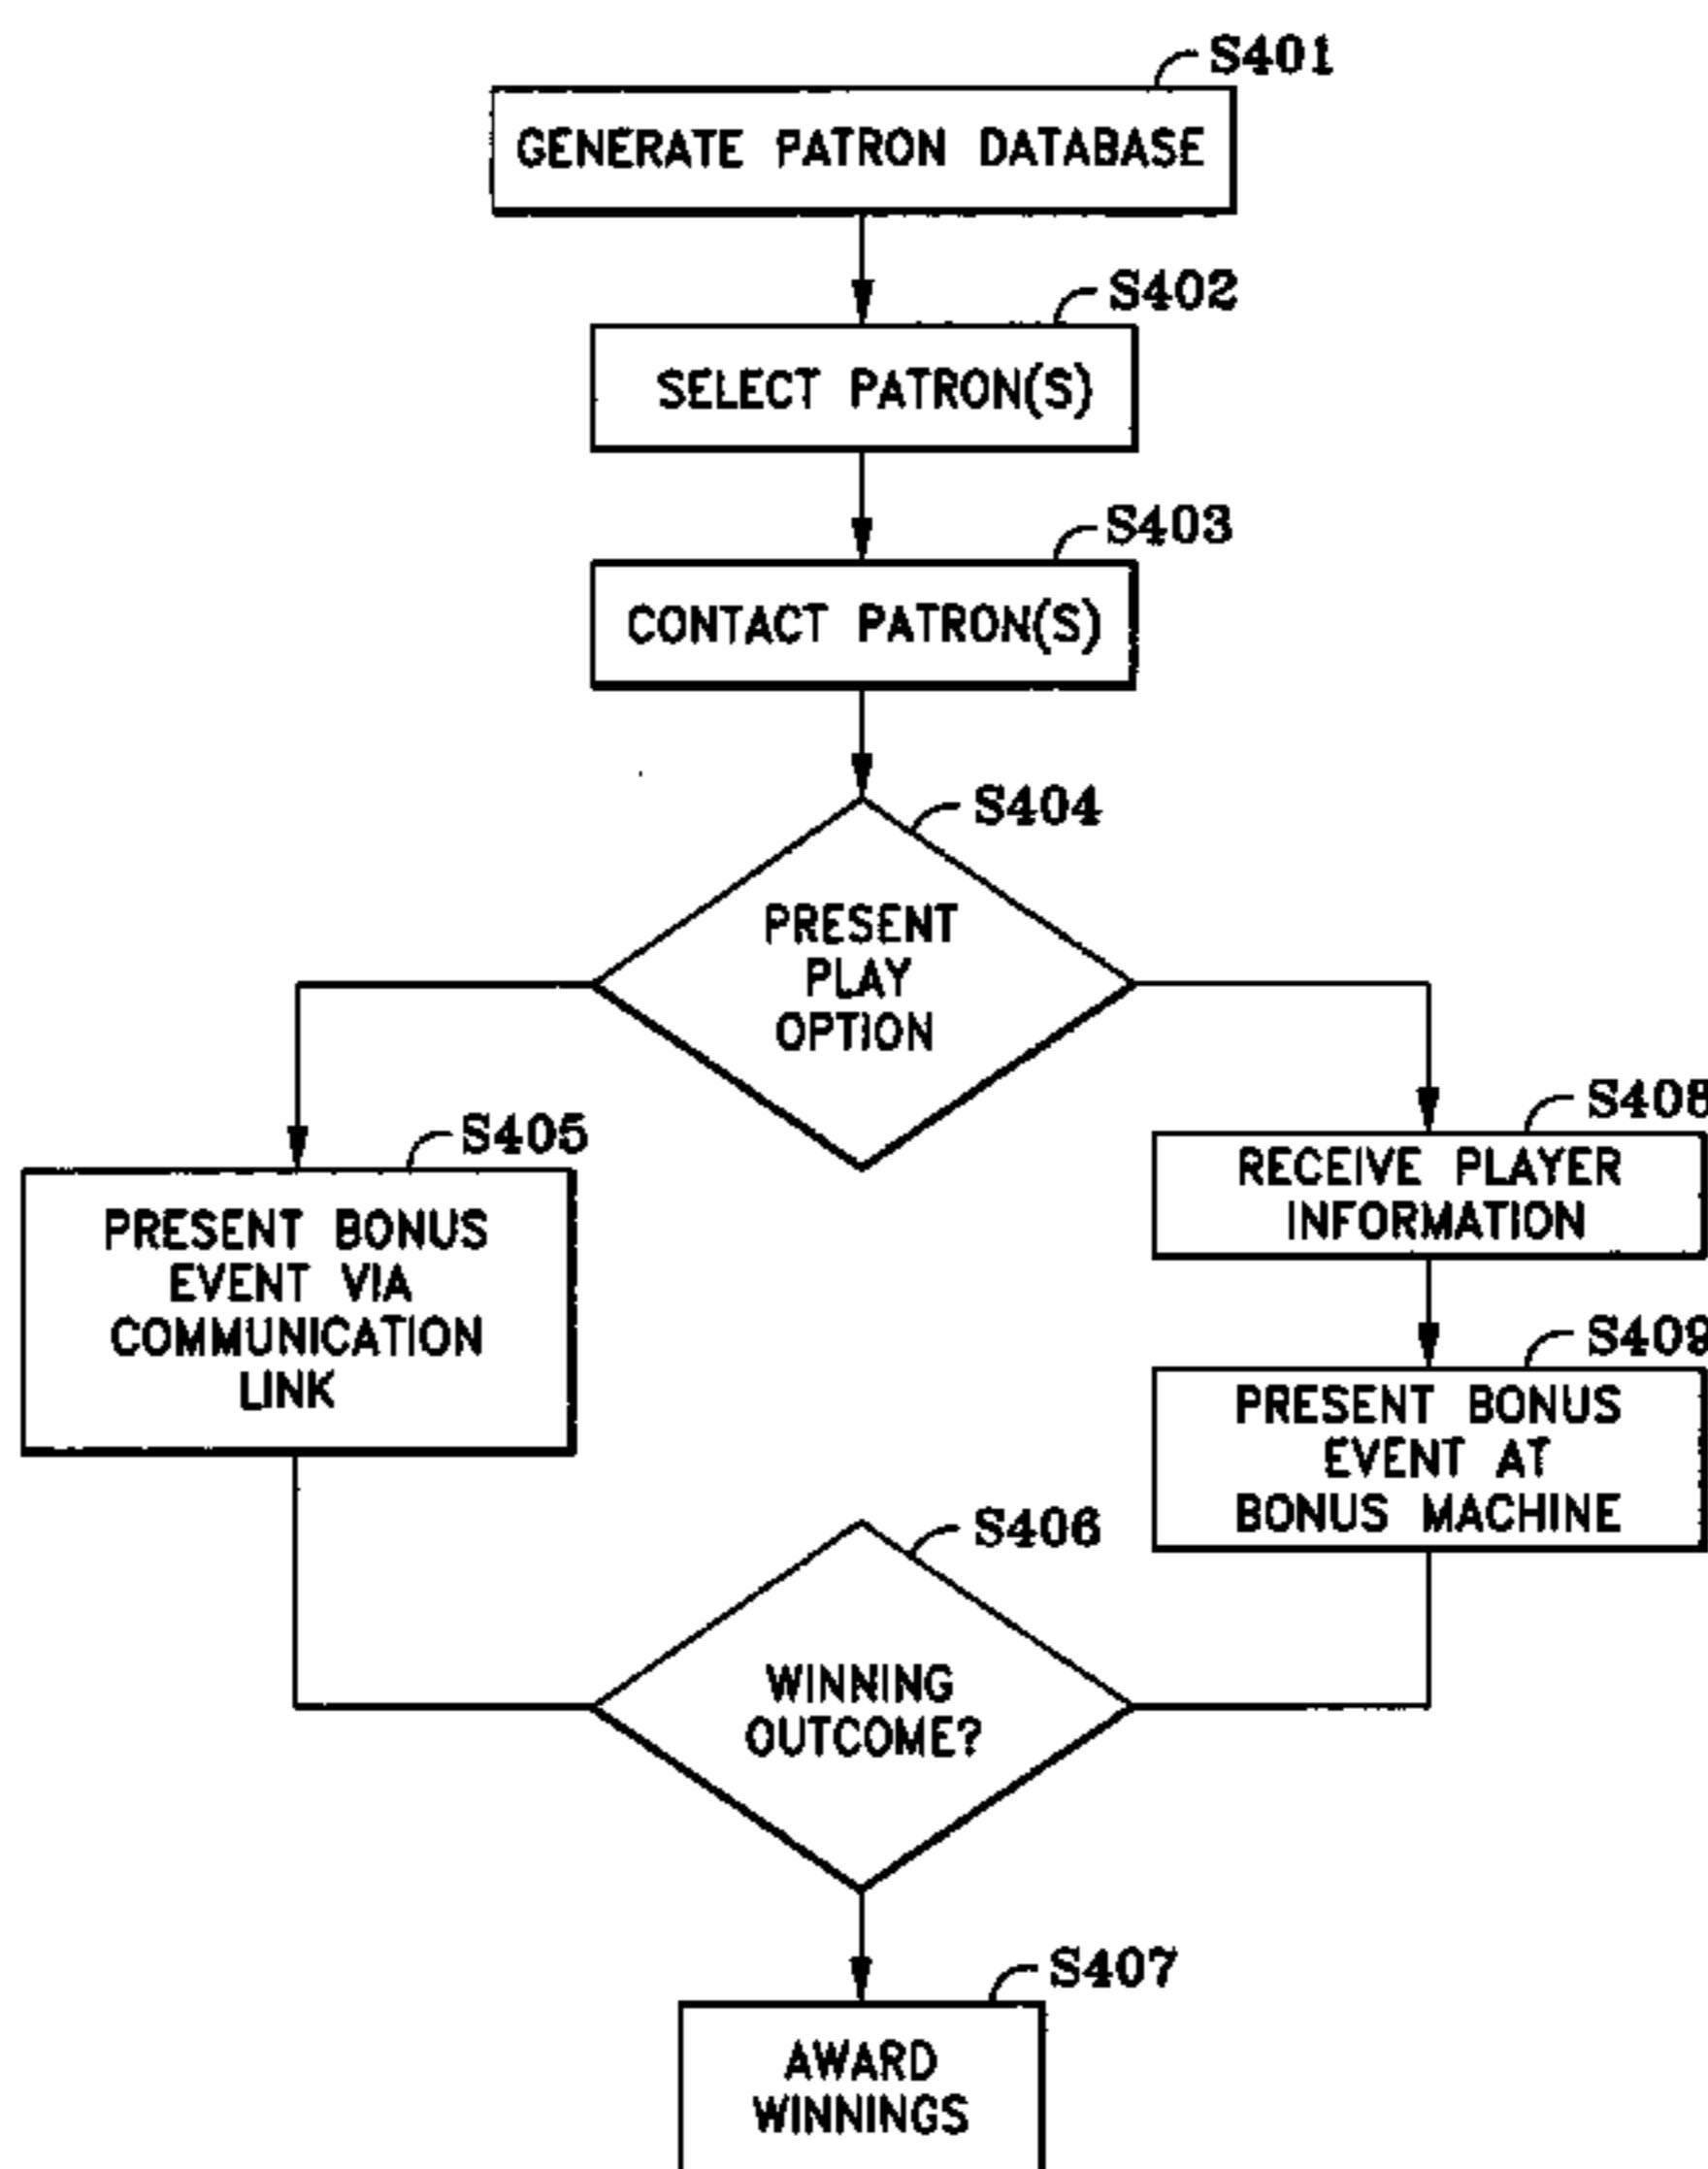 S401
GENERATE PATRON DATABASE
S402
SELECT PATRON(S)
S403
CONTACT PATRON(S)
S404
PRESENT
PLAY
OPTION
S405
PRESENT BONUS
EVENT VIA
COMMUNICATION
LINK
S408
RECEIVE PLAYER
INFORMATION
S409
PRESENT BONUS
EVENT AT
BONUS MACHINE
S406
WINNING
OUTCOME?
S407
AWARD
WINNINGS